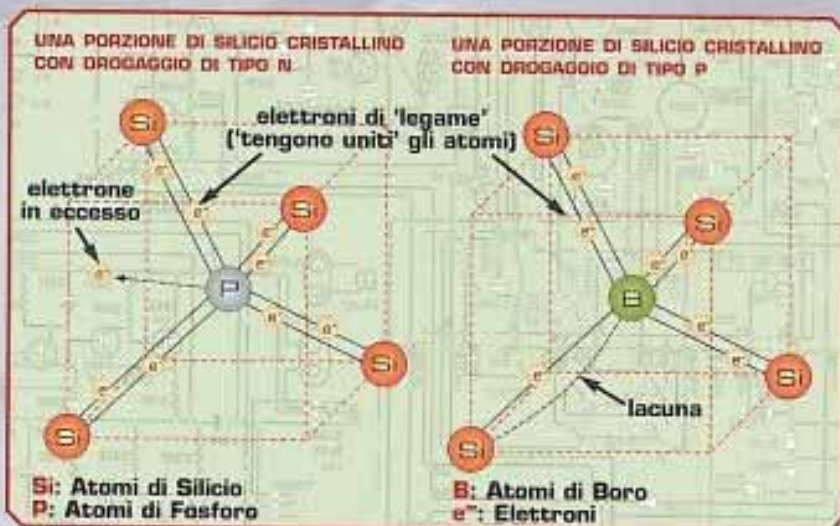 UNA PORZIONE DI SILICIO CRISTALLINO
CON DROGAGGIO DI TIPO N
UNA PORZIONE DI SILICIO CRISTALLINO
CON DROGAGGIO DI TIPO P
elettroni di 'legame'
('tengono uniti' gli atomi)
elettrone
in eccesso
Si
e-
e-
Si
e-
e-
e-
P
e-
e-
Si
e-
e-
Si
Si
e-
e-
Si
e-
e-
B
e-
e-
Si
e-
lacuna
Si
Si: Atomi di Silicio
P: Atomi di Fosforo
B: Atomi di Boro
e-: Elettroni